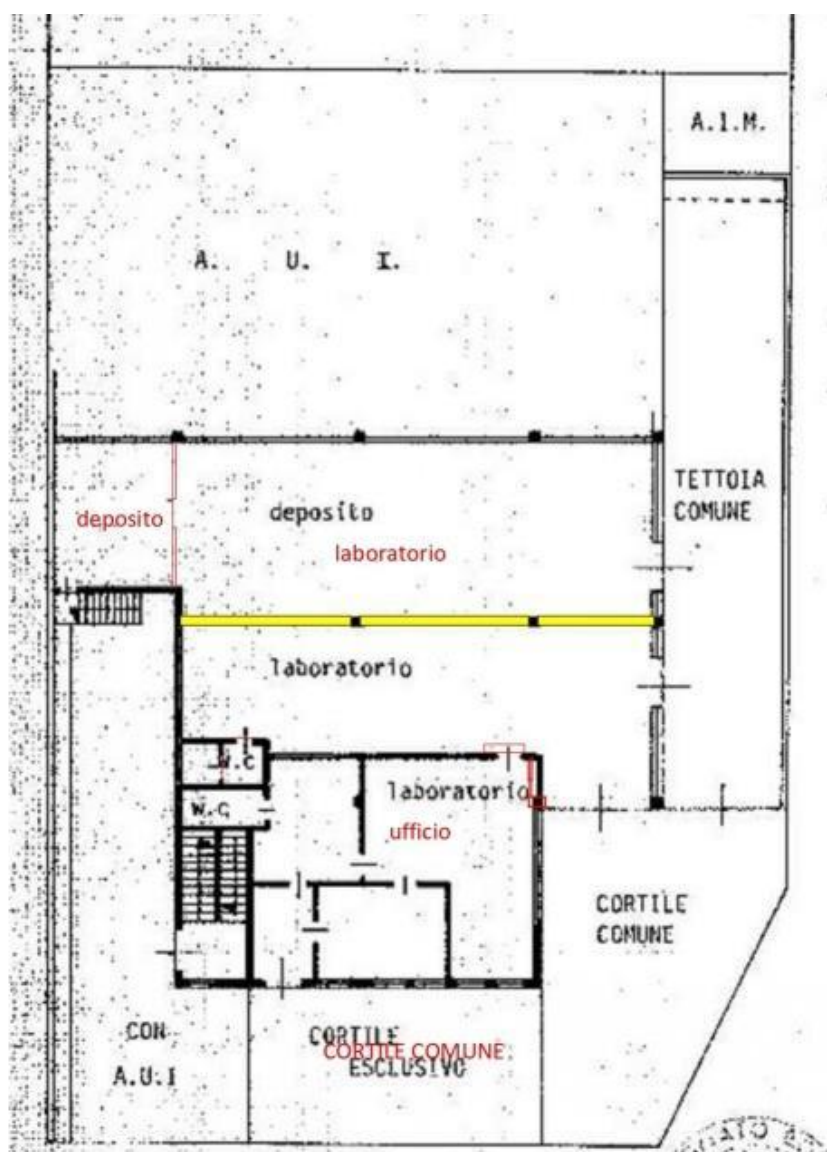 A.I.M.
A. U. I.
TETTOIA
COMUNE
deposito
deposito
laboratorio
laboratorio
W.C
W.C
laboratorio
ufficio
CORTILE
COMUNE
CON
A.U.I
CORTILE
CORTILE COMUNE
ESCLUSIVO